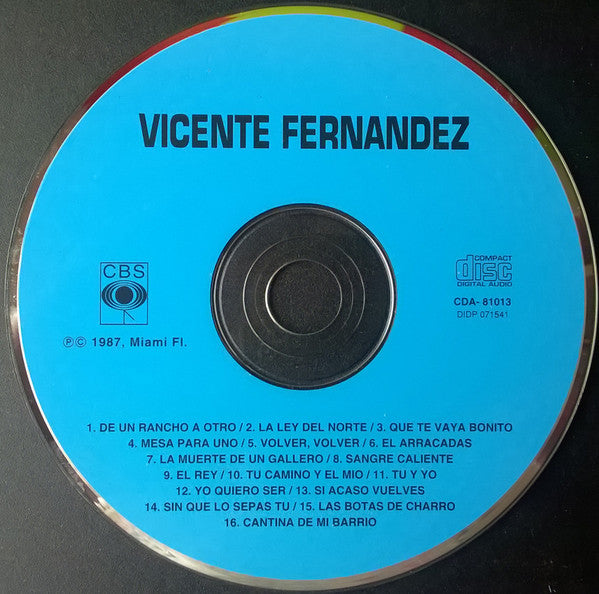 VICENTE FERNANDEZ
CBS
COMPACT
disc
DIGITAL AUDIO
CDA- 81013
DIDP 071541
ⓅⒸ 1987, Miami Fl.
1. DE UN RANCHO A OTRO / 2. LA LEY DEL NORTE / 3. QUE TE VAYA BONITO
4. MESA PARA UNO / 5. VOLVER, VOLVER / 6. EL ARRACADAS
7. LA MUERTE DE UN GALLERO / 8. SANGRE CALIENTE
9. EL REY / 10. TU CAMINO Y EL MIO / 11. TU Y YO
12. YO QUIERO SER / 13. SI ACASO VUELVES
14. SIN QUE LO SEPAS TU / 15. LAS BOTAS DE CHARRO
16. CANTINA DE MI BARRIO